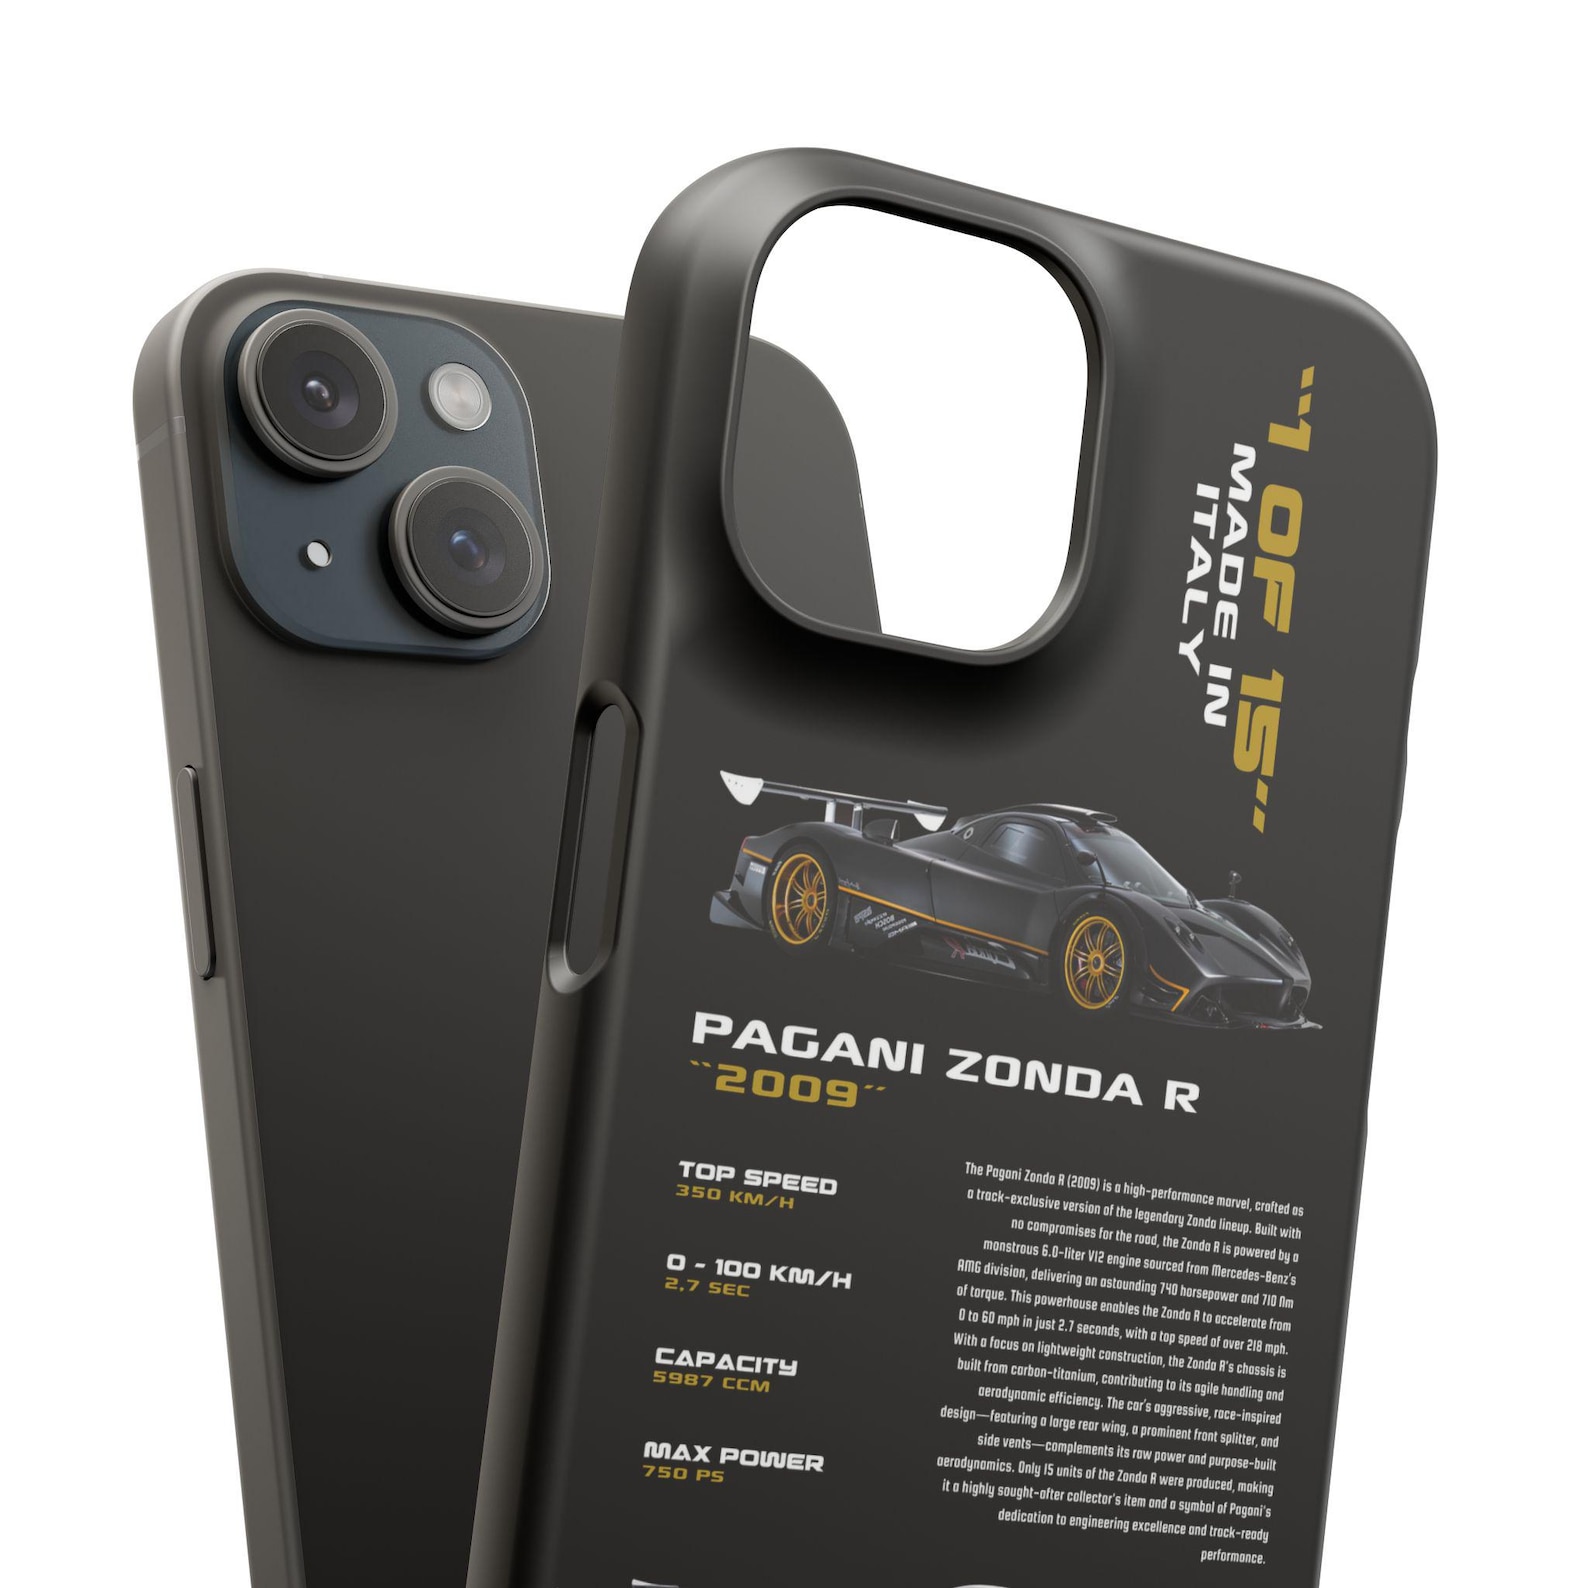 “1 OF 15”
MADE IN
ITALY
PAGANI ZONDA R
“2009”
TOP SPEED
350 KM/H
0 - 100 KM/H
2,7 SEC
CAPACITY
5987 CCM
MAX POWER
750 PS
The Pagani Zonda R (2009) is a high-performance marvel, crafted as
a track-exclusive version of the legendary Zonda lineup. Built with
no compromises for the road, the Zonda R is powered by a
monstrous 6.0-liter V12 engine sourced from Mercedes-Benz's
AMG division, delivering an astounding 740 horsepower and 710 Nm
of torque. This powerhouse enables the Zonda R to accelerate from
0 to 60 mph in just 2.7 seconds, with a top speed of over 218 mph.
With a focus on lightweight construction, the Zonda R's chassis is
built from carbon-titanium, contributing to its agile handling and
aerodynamic efficiency. The car's aggressive, race-inspired
design—featuring a large rear wing, a prominent front splitter, and
side vents—complements its raw power and purpose-built
aerodynamics. Only 15 units of the Zonda R were produced, making
it a highly sought-after collector's item and a symbol of Pagani's
dedication to engineering excellence and track-ready
performance.